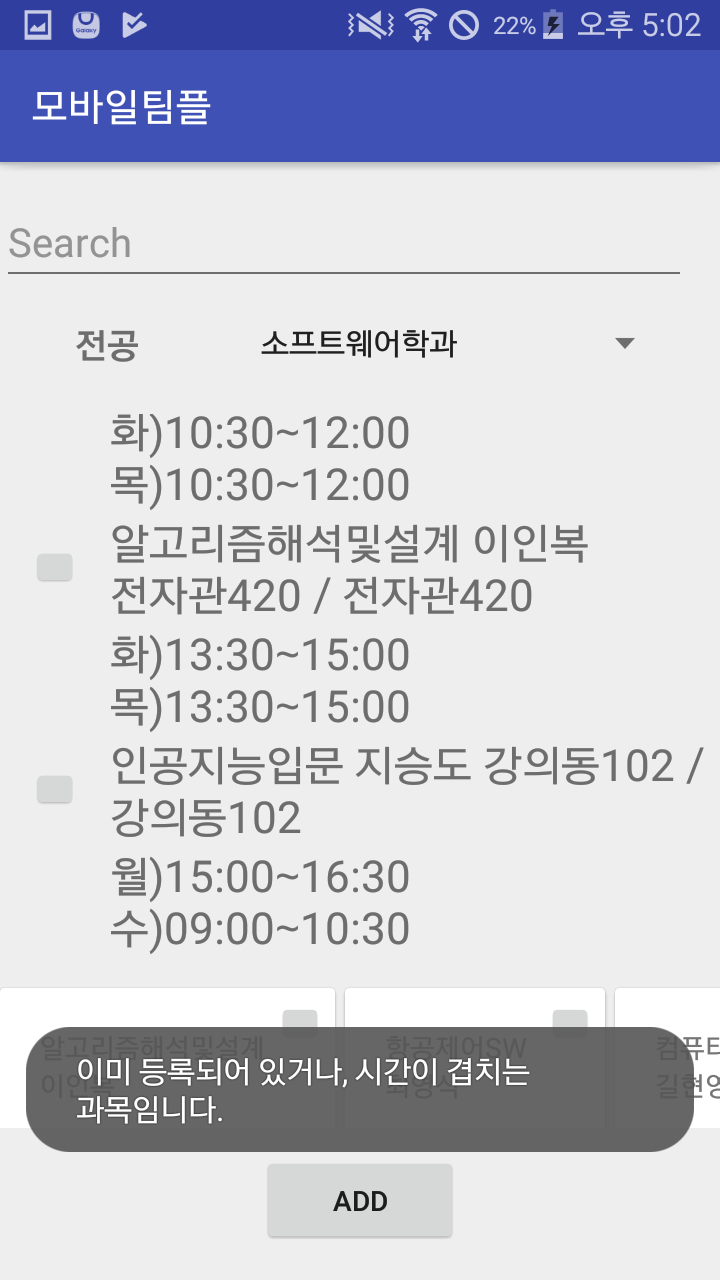 22% 오후 5:02
모바일팀플
Search
전공 소프트웨어학과
화)10:30~12:00
목)10:30~12:00
알고리즘해석및설계 이인복
전자관420 / 전자관420
화)13:30~15:00
목)13:30~15:00
인공지능입문 지승도 강의동102 /
강의동102
월)15:00~16:30
수)09:00~10:30
알고리즘해석및설계 항공제어SW 컴퓨터
이인복 최영식 길현영
이미 등록되어 있거나, 시간이 겹치는
과목입니다.
ADD